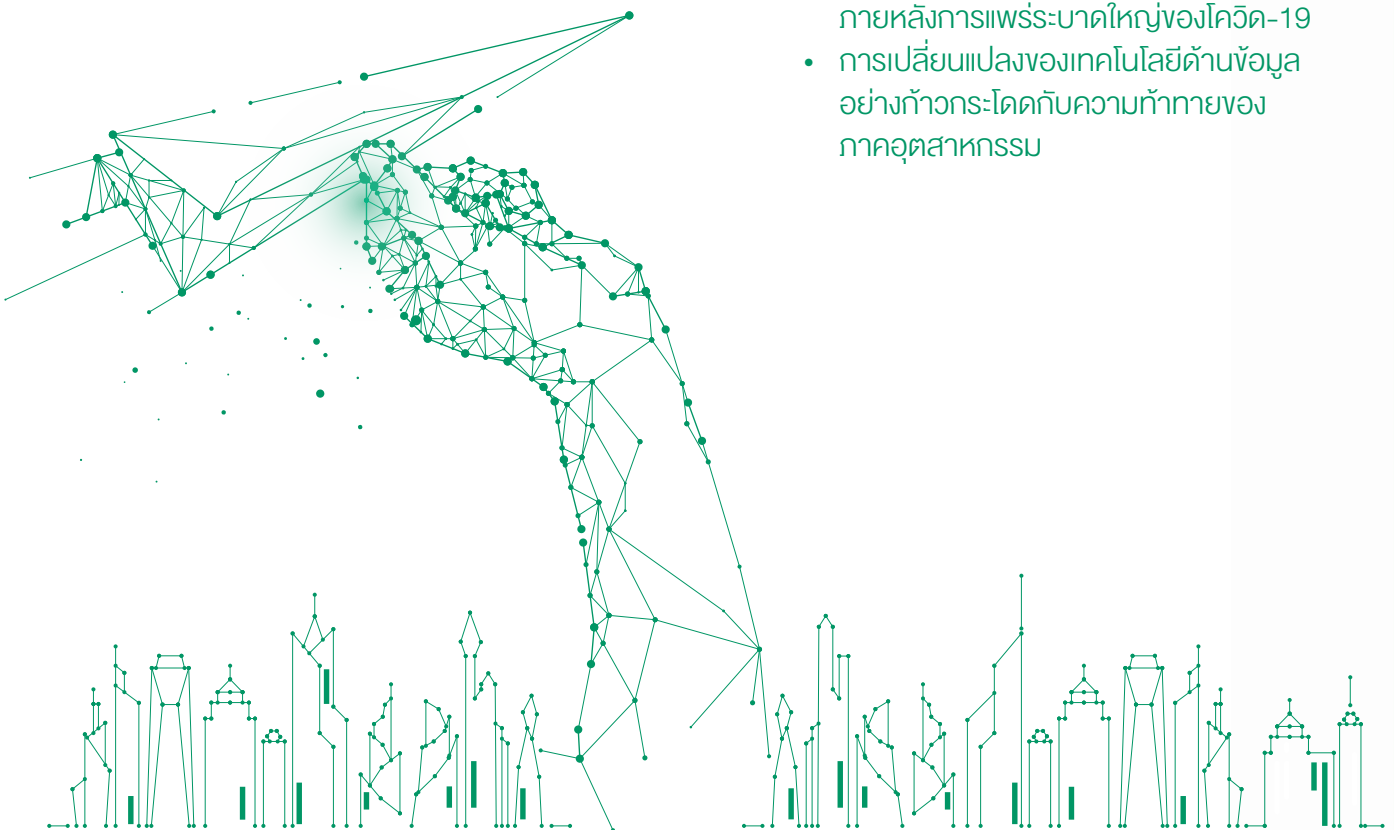 ภายหลังการแพร่ระบาดใหญ่ของโควิด-19
• การเปลี่ยนแปลงของเทคโนโลยีด้านข้อมูล
อย่างก้าวกระโดดกับความท้าทายของ
ภาคอุตสาหกรรม